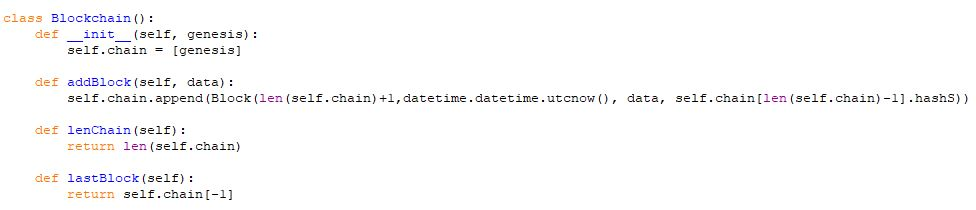 class Blockchain():
    def __init__(self, genesis):
        self.chain = [genesis]

    def addBlock(self, data):
        self.chain.append(Block(len(self.chain)+1,datetime.datetime.utcnow(), data, self.chain[len(self.chain)-1].hashS))

    def lenChain(self):
        return len(self.chain)

    def lastBlock(self):
        return self.chain[-1]